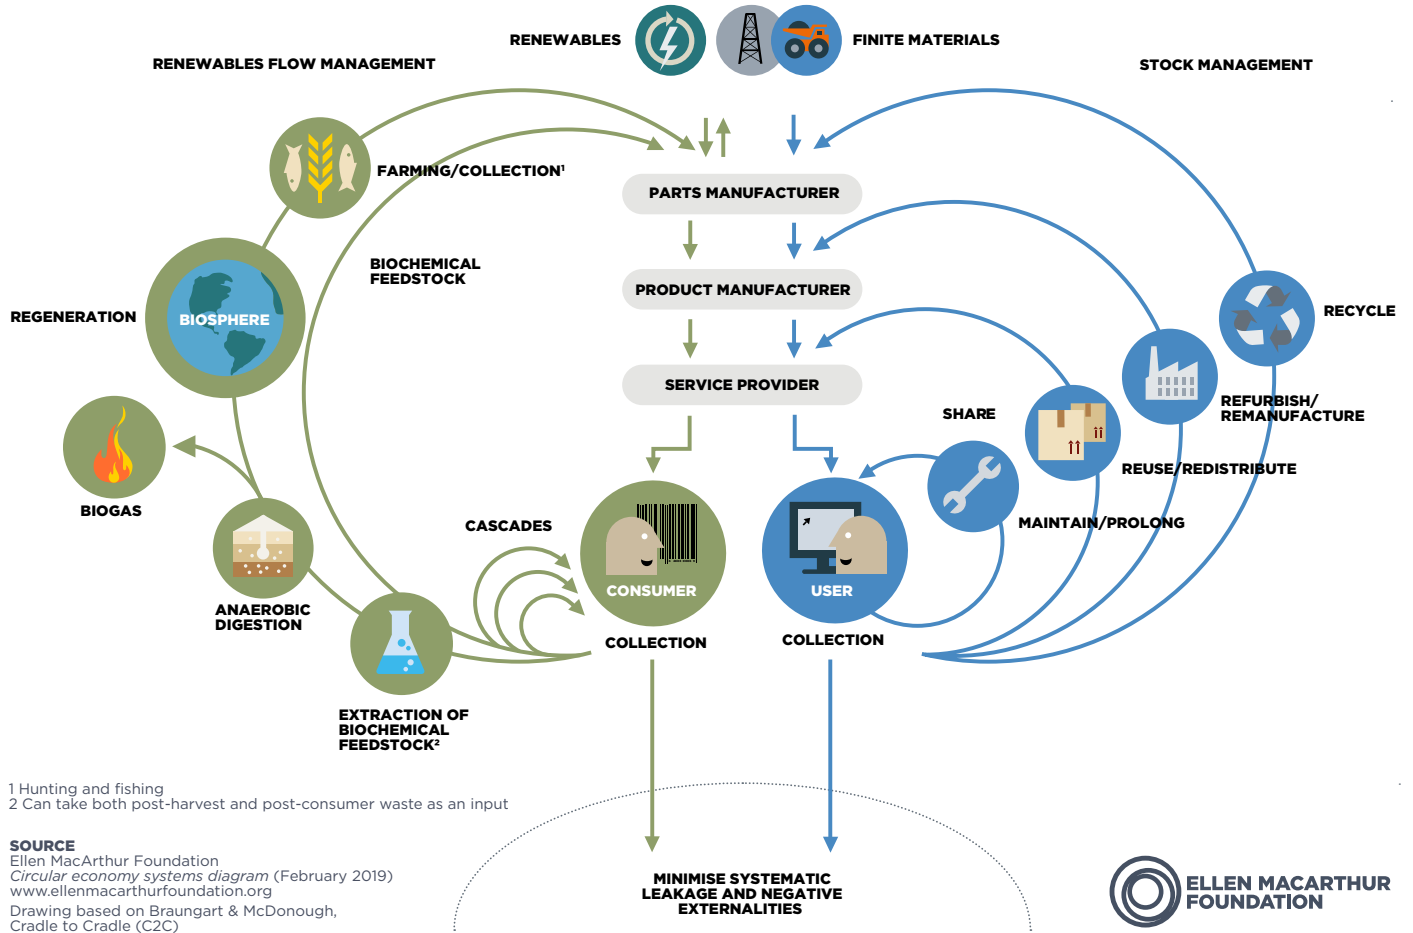 RENEWABLES
FINITE MATERIALS
RENEWABLES FLOW MANAGEMENT
STOCK MANAGEMENT
FARMING/COLLECTION¹
PARTS MANUFACTURER
BIOCHEMICAL
FEEDSTOCK
PRODUCT MANUFACTURER
REGENERATION
BIOSPHERE
RECYCLE
SERVICE PROVIDER
SHARE
REFURBISH/
REMANUFACTURE
REUSE/REDISTRIBUTE
BIOGAS
CASCADES
MAINTAIN/PROLONG
CONSUMER
USER
ANAEROBIC
DIGESTION
COLLECTION
COLLECTION
EXTRACTION OF
BIOCHEMICAL
FEEDSTOCK²
1 Hunting and fishing
2 Can take both post-harvest and post-consumer waste as an input
SOURCE
Ellen MacArthur Foundation
Circular economy systems diagram (February 2019)
www.ellenmacarthurfoundation.org
Drawing based on Braungart & McDonough,
Cradle to Cradle (C2C)
MINIMISE SYSTEMATIC
LEAKAGE AND NEGATIVE
EXTERNALITIES
ELLEN MACARTHUR
FOUNDATION